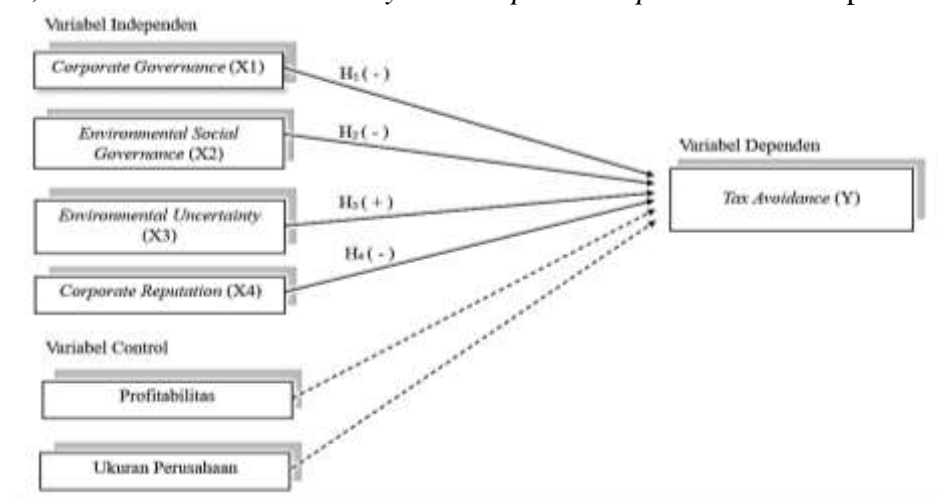 Variabel Independen
Corporate Governance (X1)
H₁ ( - )
Environmental Social
Governance (X2)
H₂ ( - )
Variabel Dependen
Tax Avoidance (Y)
Environmental Uncertainty
(X3)
H₃ ( + )
H₄ ( - )
Corporate Reputation (X4)
Variabel Control
Profitabilitas
Ukuran Perusahaan